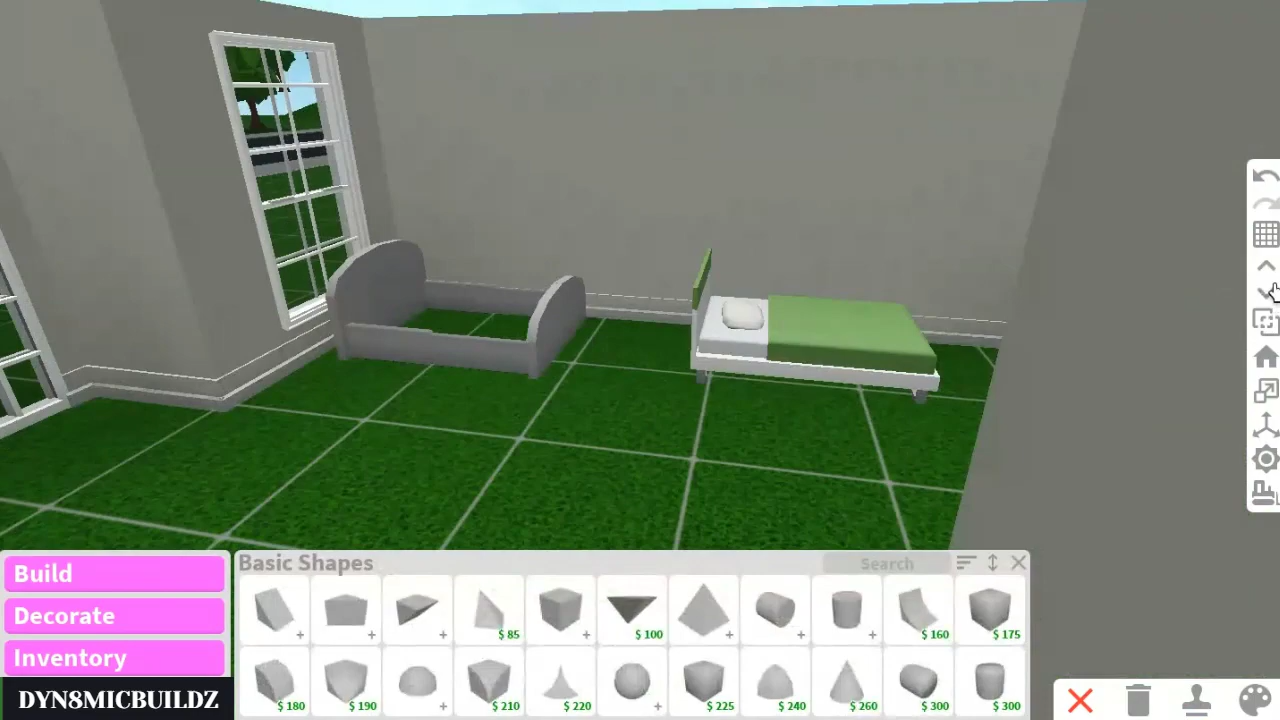 Build
Decorate
Inventory
DYN8MICBUILDZ
Basic Shapes
Search
+ + + $ 85 + $ 100 + + + $ 160 $ 175
$ 180 $ 190 + $ 210 $ 220 + $ 225 $ 240 $ 260 $ 300 $ 300